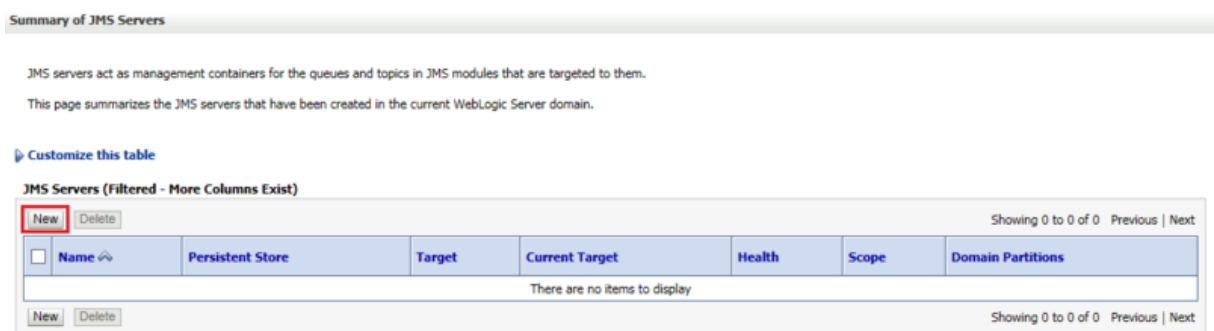 Summary of JMS Servers
JMS servers act as management containers for the queues and topics in JMS modules that are targeted to them.
This page summarizes the JMS servers that have been created in the current WebLogic Server domain.
Customize this table
JMS Servers (Filtered - More Columns Exist)
New Delete Showing 0 to 0 of 0 Previous | Next
Name Persistent Store Target Current Target Health Scope Domain Partitions
There are no items to display
New Delete Showing 0 to 0 of 0 Previous | Next